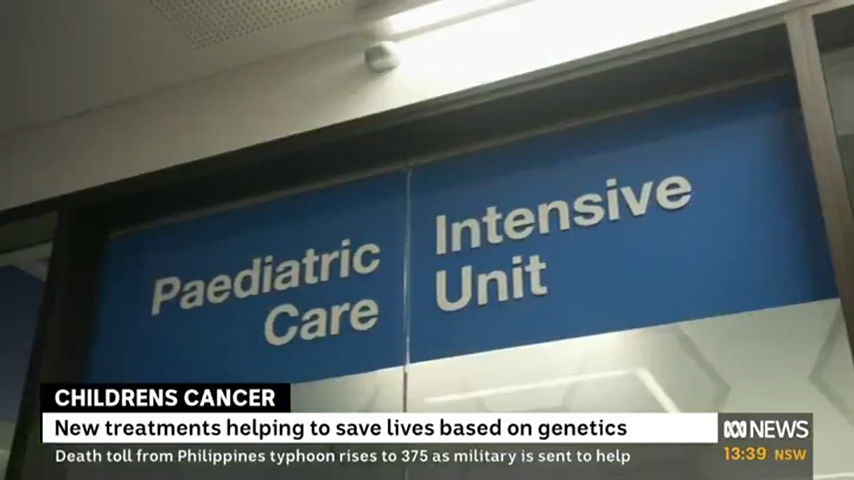 Paediatric Intensive
Care Unit
CHILDRENS CANCER
New treatments helping to save lives based on genetics
Death toll from Philippines typhoon rises to 375 as military is sent to help
NEWS
13:39 NSW